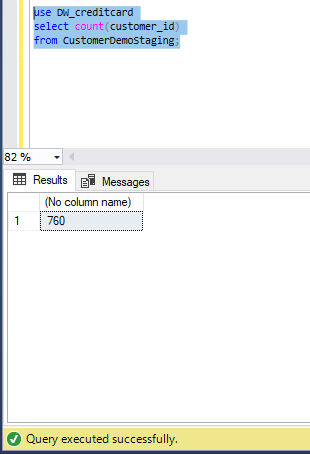 use DW_creditcard
select count(customer_id)
from CustomerDemoStaging;
82 %
Results
Messages
(No column name)
1
760
Query executed successfully.